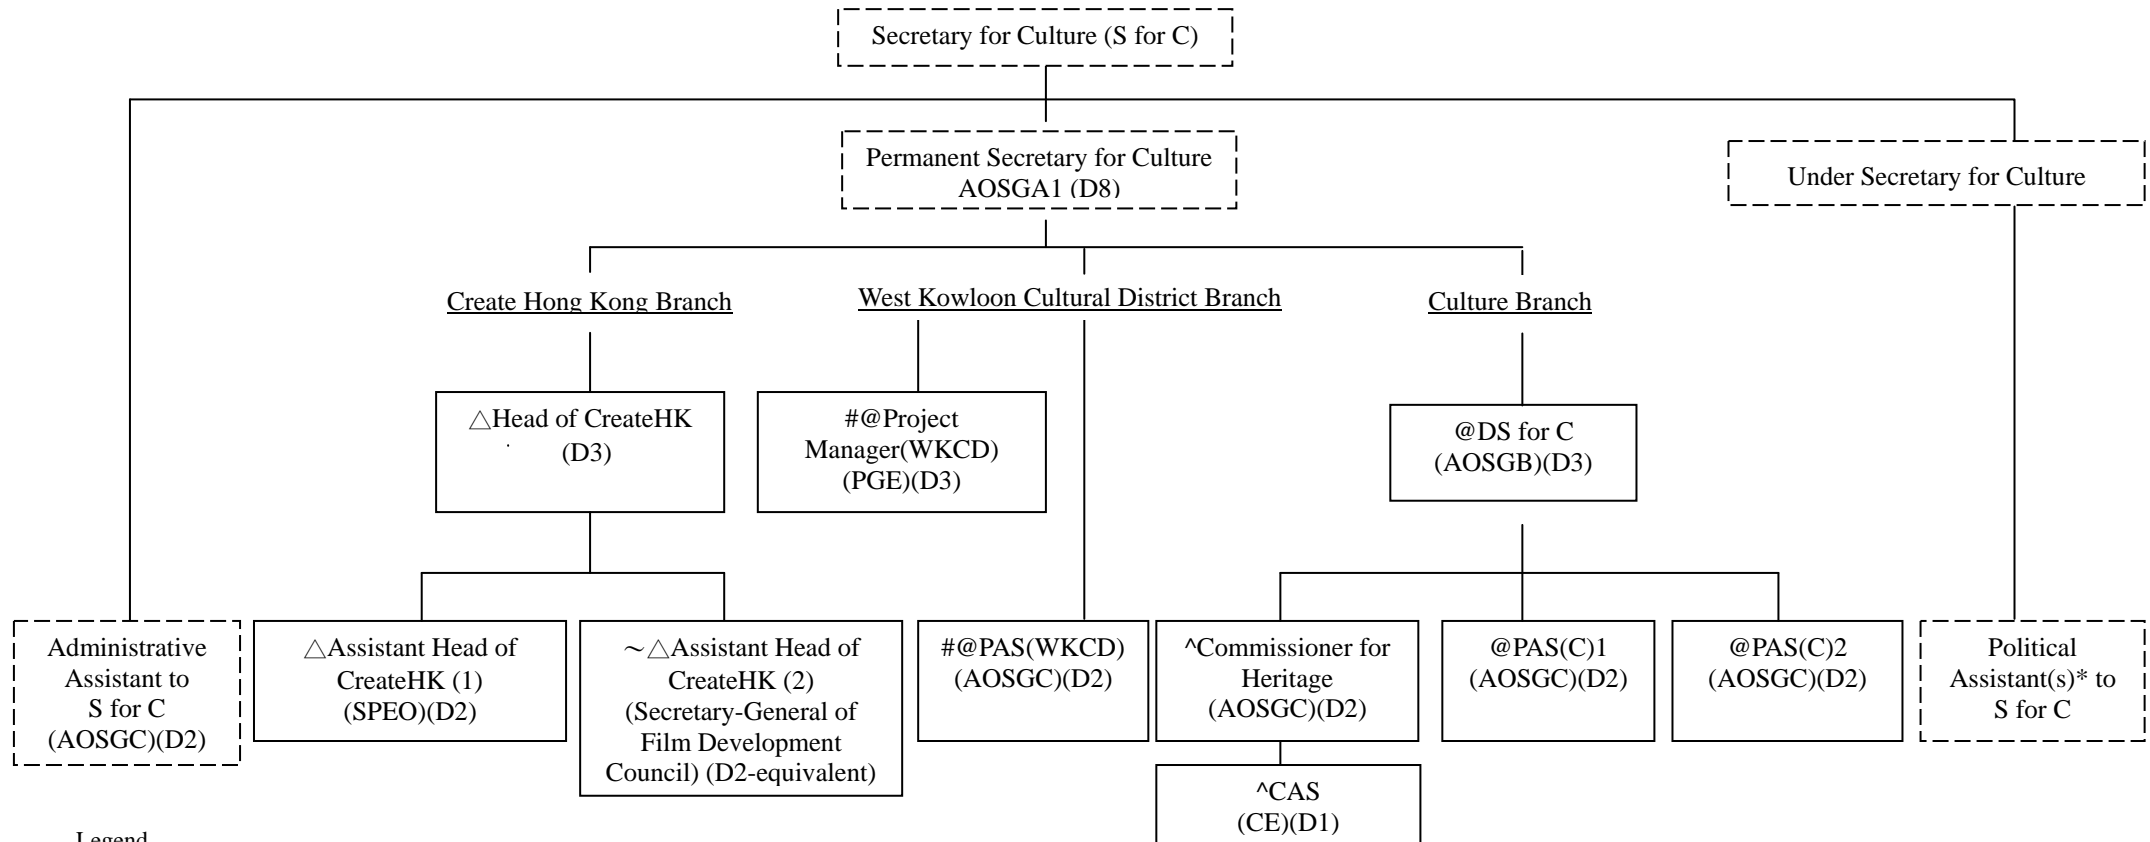 Secretary for Culture (S for C)
Permanent Secretary for Culture
AOSGA1 (D8)
Under Secretary for Culture
Create Hong Kong Branch
West Kowloon Cultural District Branch
Culture Branch
△Head of CreateHK
(D3)
#@Project
Manager(WKCD)
(PGE)(D3)
@DS for C
(AOSGB)(D3)
Administrative
Assistant to
S for C
(AOSGC)(D2)
△Assistant Head of
CreateHK (1)
(SPEO)(D2)
~△Assistant Head of
CreateHK (2)
(Secretary-General of
Film Development
Council) (D2-equivalent)
#@PAS(WKCD)
(AOSGC)(D2)
^Commissioner for
Heritage
(AOSGC)(D2)
@PAS(C)1
(AOSGC)(D2)
@PAS(C)2
(AOSGC)(D2)
Political
Assistant(s)* to
S for C
^CAS
(CE)(D1)
Legend